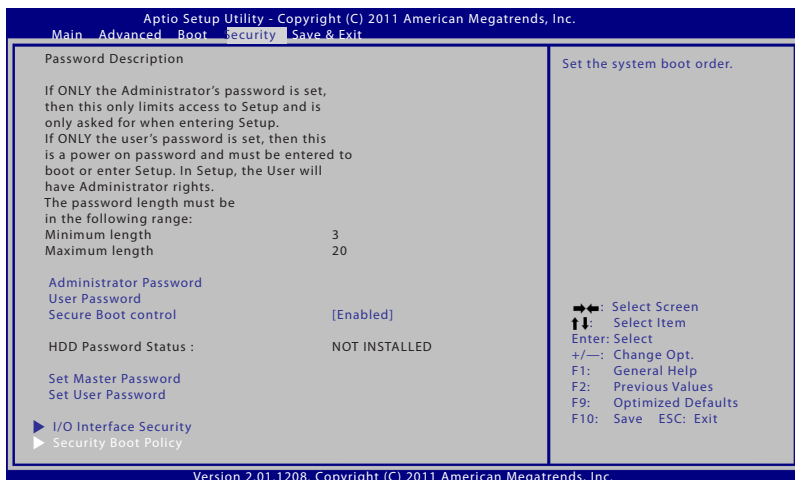 Aptio Setup Utility - Copyright (C) 2011 American Megatrends, Inc.
Main Advanced Boot Security Save & Exit
Password Description
If ONLY the Administrator's password is set,
then this only limits access to Setup and is
only asked for when entering Setup.
If ONLY the user's password is set, then this
is a power on password and must be entered to
boot or enter Setup. In Setup, the User will
have Administrator rights.
The password length must be
in the following range:
Minimum length 3
Maximum length 20
Administrator Password
User Password
Secure Boot control [Enabled]
HDD Password Status : NOT INSTALLED
Set Master Password
Set User Password
I/O Interface Security
Security Boot Policy
Set the system boot order.
: Select Screen
: Select Item
Enter: Select
+/—: Change Opt.
F1: General Help
F2: Previous Values
F9: Optimized Defaults
F10: Save ESC: Exit
Version 2.01.1208. Copyright (C) 2011 American Megatrends, Inc.